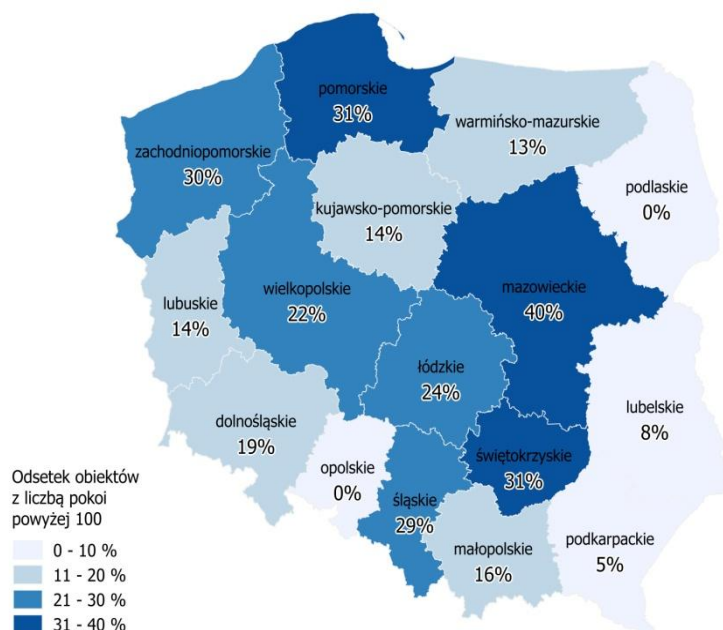 pomorskie
31%
warmińsko-mazurskie
13%
zachodniopomorskie
30%
podlaskie
0%
kujawsko-pomorskie
14%
wielkopolskie
22%
mazowieckie
40%
lubuskie
14%
łódzkie
24%
lubelskie
8%
dolnośląskie
19%
opolskie
0%
świętokrzyskie
31%
śląskie
29%
małopolskie
16%
podkarpackie
5%
Odsetek obiektów
z liczbą pokoi
powyżej 100
0 - 10 %
11 - 20 %
21 - 30 %
31 - 40 %